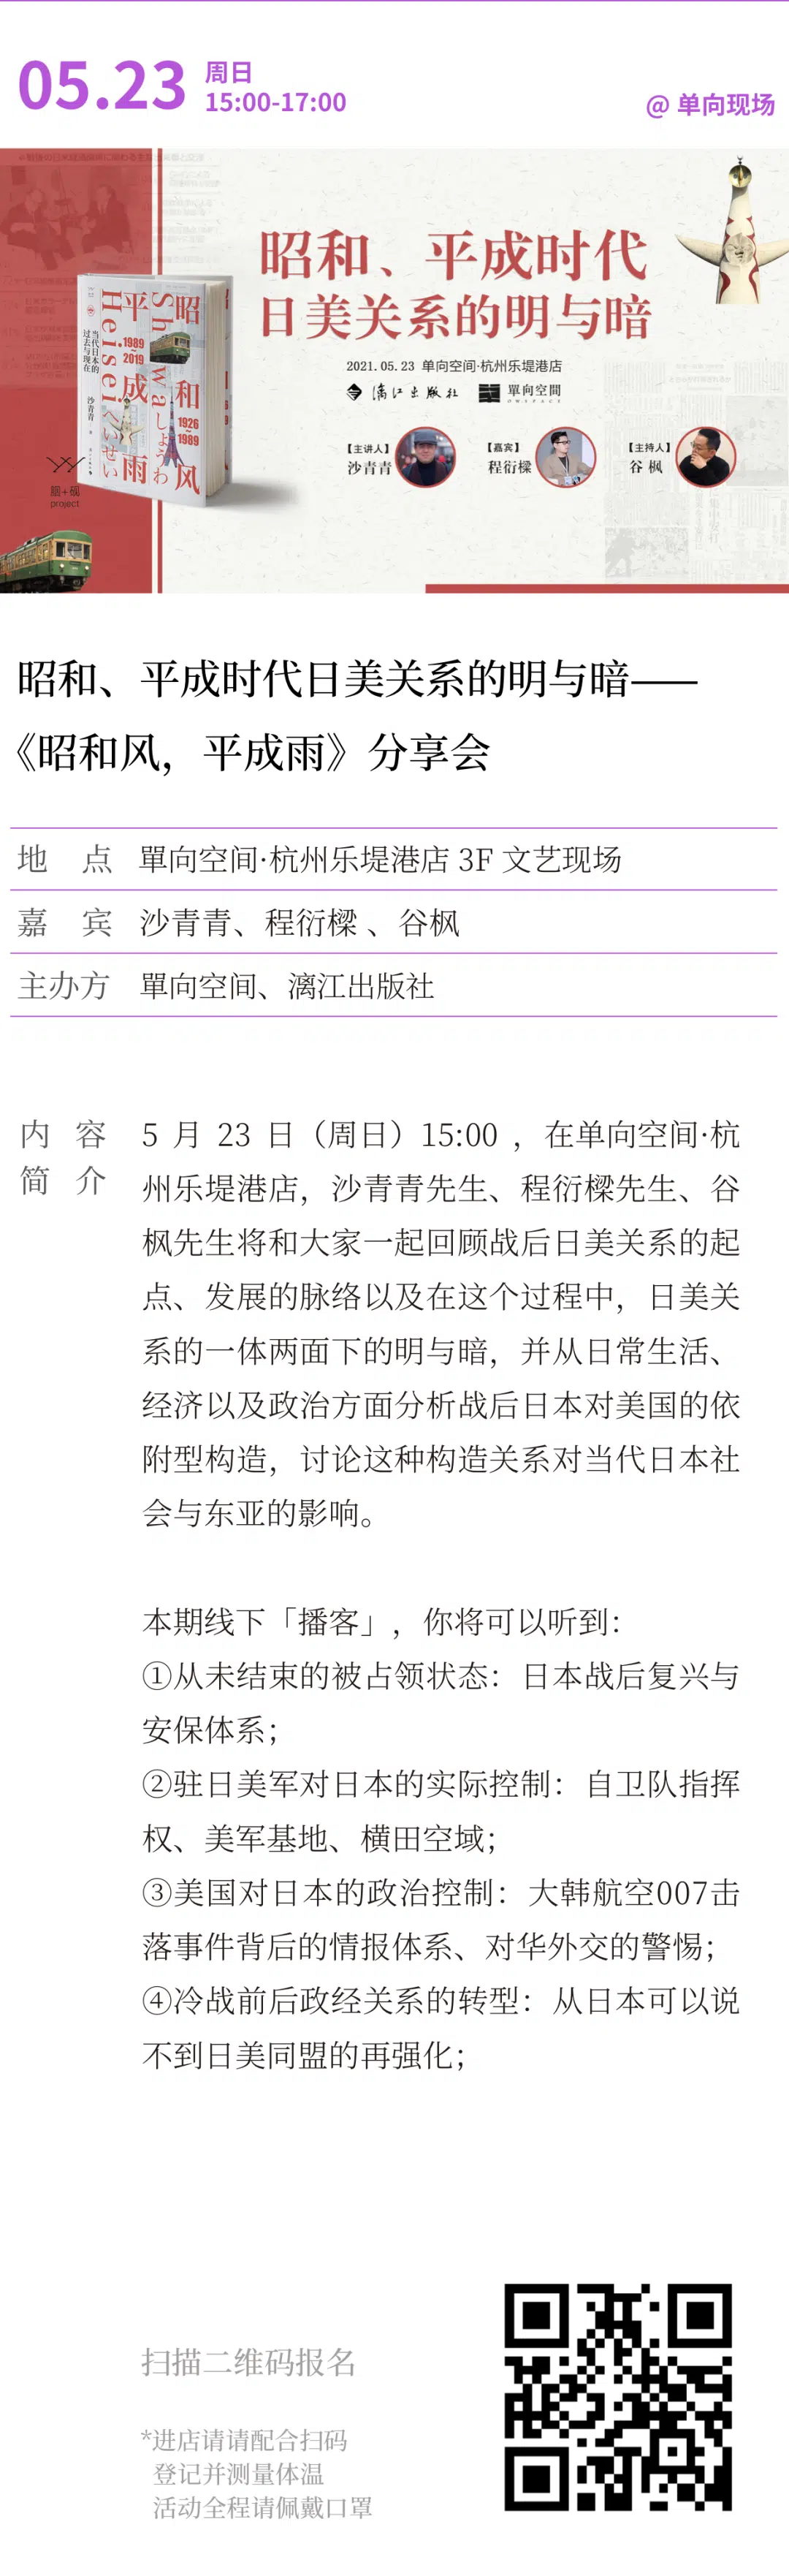 05.23
周日
15:00-17:00
@ 单向现场
昭和、平成时代
日美关系的明与暗
2021.05.23 单向空间·杭州乐堤港店
漓江出版社 單向空間
OWSPACE
【主讲人】
沙青青
【嘉宾】
程衍樑
【主持人】
谷 枫
昭和风
Showa しょうわ
1926
1989
平成雨
Heisei へいせい
1989
2019
当代日本的
过去与现在
沙青青
project
昭和、平成时代日美关系的明与暗——
《昭和风，平成雨》分享会
地 点 單向空间·杭州乐堤港店 3F 文艺现场
嘉 宾 沙青青、程衍樑 、谷枫
主办方 單向空间、漓江出版社
内 容
简 介
5 月 23 日（周日）15:00 ，在单向空间·杭
州乐堤港店，沙青青先生、程衍樑先生、谷
枫先生将和大家一起回顾战后日美关系的起
点、发展的脉络以及在这个过程中，日美关
系的一体两面下的明与暗，并从日常生活、
经济以及政治方面分析战后日本对美国的依
附型构造，讨论这种构造关系对当代日本社
会与东亚的影响。
本期线下「播客」，你将可以听到：
①从未结束的被占领状态：日本战后复兴与
安保体系；
②驻日美军对日本的实际控制：自卫队指挥
权、美军基地、横田空域；
③美国对日本的政治控制：大韩航空007击
落事件背后的情报体系、对华外交的警惕；
④冷战前后政经关系的转型：从日本可以说
不到日美同盟的再强化；
扫描二维码报名
*进店请请配合扫码
登记并测量体温
活动全程请佩戴口罩